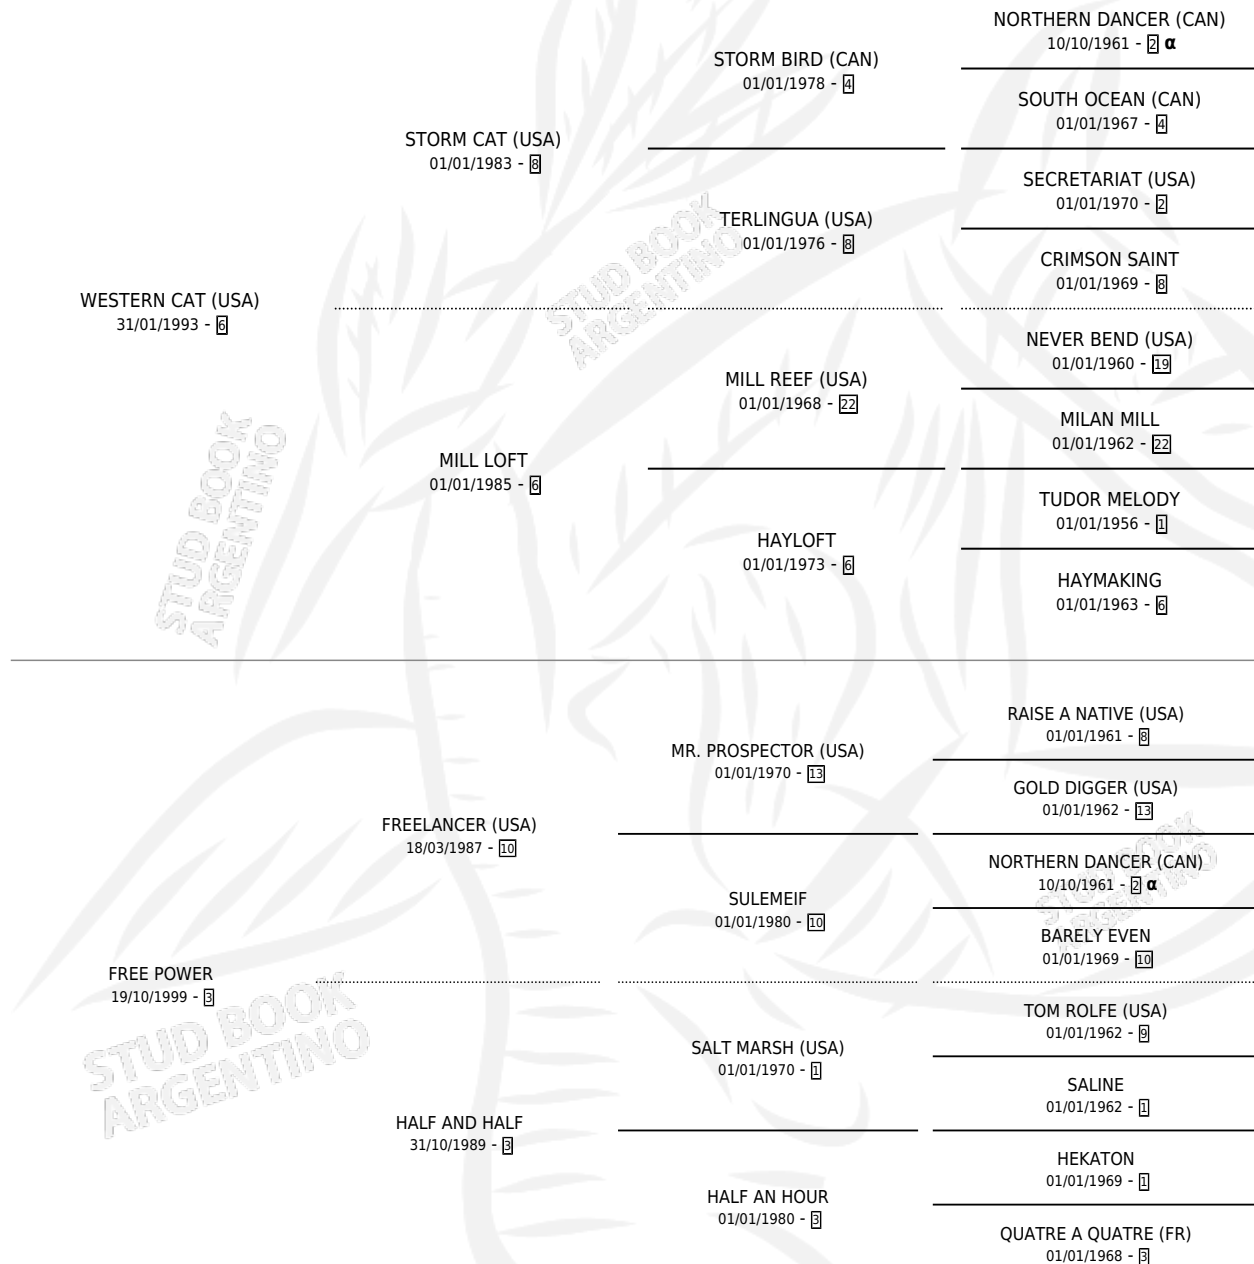 NORTHERN DANCER (CAN)
10/10/1961 - 2 α
STORM BIRD (CAN)
01/01/1978 - 4
SOUTH OCEAN (CAN)
01/01/1967 - 4
STORM CAT (USA)
01/01/1983 - 8
SECRETARIAT (USA)
01/01/1970 - 2
TERLINGUA (USA)
01/01/1976 - 8
CRIMSON SAINT
01/01/1969 - 8
WESTERN CAT (USA)
31/01/1993 - 6
NEVER BEND (USA)
01/01/1960 - 19
MILL REEF (USA)
01/01/1968 - 22
MILAN MILL
01/01/1962 - 22
MILL LOFT
01/01/1985 - 6
TUDOR MELODY
01/01/1956 - 1
HAYLOFT
01/01/1973 - 6
HAYMAKING
01/01/1963 - 6
RAISE A NATIVE (USA)
01/01/1961 - 8
MR. PROSPECTOR (USA)
01/01/1970 - 13
GOLD DIGGER (USA)
01/01/1962 - 13
FREELANCER (USA)
18/03/1987 - 10
NORTHERN DANCER (CAN)
10/10/1961 - 2 α
SULEMEIF
01/01/1980 - 10
BARELY EVEN
01/01/1969 - 10
FREE POWER
19/10/1999 - 3
TOM ROLFE (USA)
01/01/1962 - 9
SALT MARSH (USA)
01/01/1970 - 1
SALINE
01/01/1962 - 1
HALF AND HALF
31/10/1989 - 3
HEKATON
01/01/1969 - 1
HALF AN HOUR
01/01/1980 - 3
QUATRE A QUATRE (FR)
01/01/1968 - 3
STUD BOOK
ARGENTINO
STUD BOOK
ARGENTINO
STUD BOOK
ARGENTINO
STUD BOOK
ARGENTINO